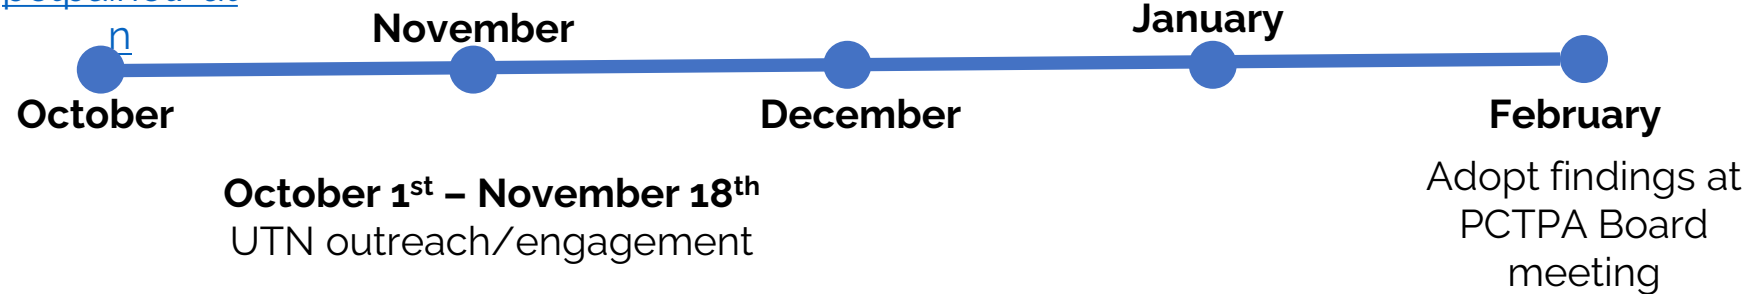 n
November
January
October
December
February
October 1st – November 18th
UTN outreach/engagement
Adopt findings at
PCTPA Board
meeting